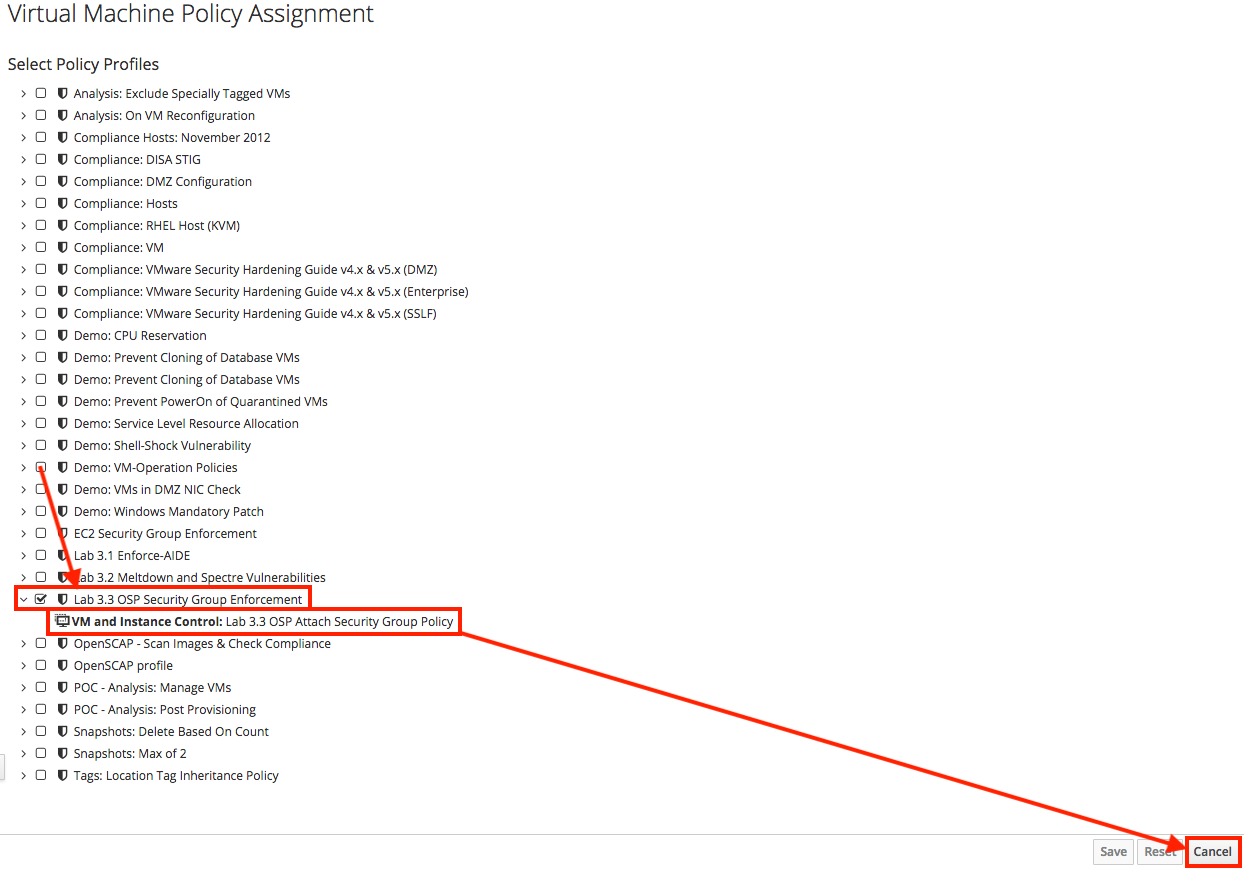 Virtual Machine Policy Assignment
Select Policy Profiles
Analysis: Exclude Specially Tagged VMs
Analysis: On VM Reconfiguration
Compliance Hosts: November 2012
Compliance: DISA STIG
Compliance: DMZ Configuration
Compliance: Hosts
Compliance: RHEL Host (KVM)
Compliance: VM
Compliance: VMware Security Hardening Guide v4.x & v5.x (DMZ)
Compliance: VMware Security Hardening Guide v4.x & v5.x (Enterprise)
Compliance: VMware Security Hardening Guide v4.x & v5.x (SSLF)
Demo: CPU Reservation
Demo: Prevent Cloning of Database VMs
Demo: Prevent Cloning of Database VMs
Demo: Prevent PowerOn of Quarantined VMs
Demo: Service Level Resource Allocation
Demo: Shell-Shock Vulnerability
Demo: VM-Operation Policies
Demo: VMs in DMZ NIC Check
Demo: Windows Mandatory Patch
EC2 Security Group Enforcement
Lab 3.1 Enforce-AIDE
Lab 3.2 Meltdown and Spectre Vulnerabilities
Lab 3.3 OSP Security Group Enforcement
VM and Instance Control: Lab 3.3 OSP Attach Security Group Policy
OpenSCAP - Scan Images & Check Compliance
OpenSCAP profile
POC - Analysis: Manage VMs
POC - Analysis: Post Provisioning
Snapshots: Delete Based On Count
Snapshots: Max of 2
Tags: Location Tag Inheritance Policy
Save Reset Cancel